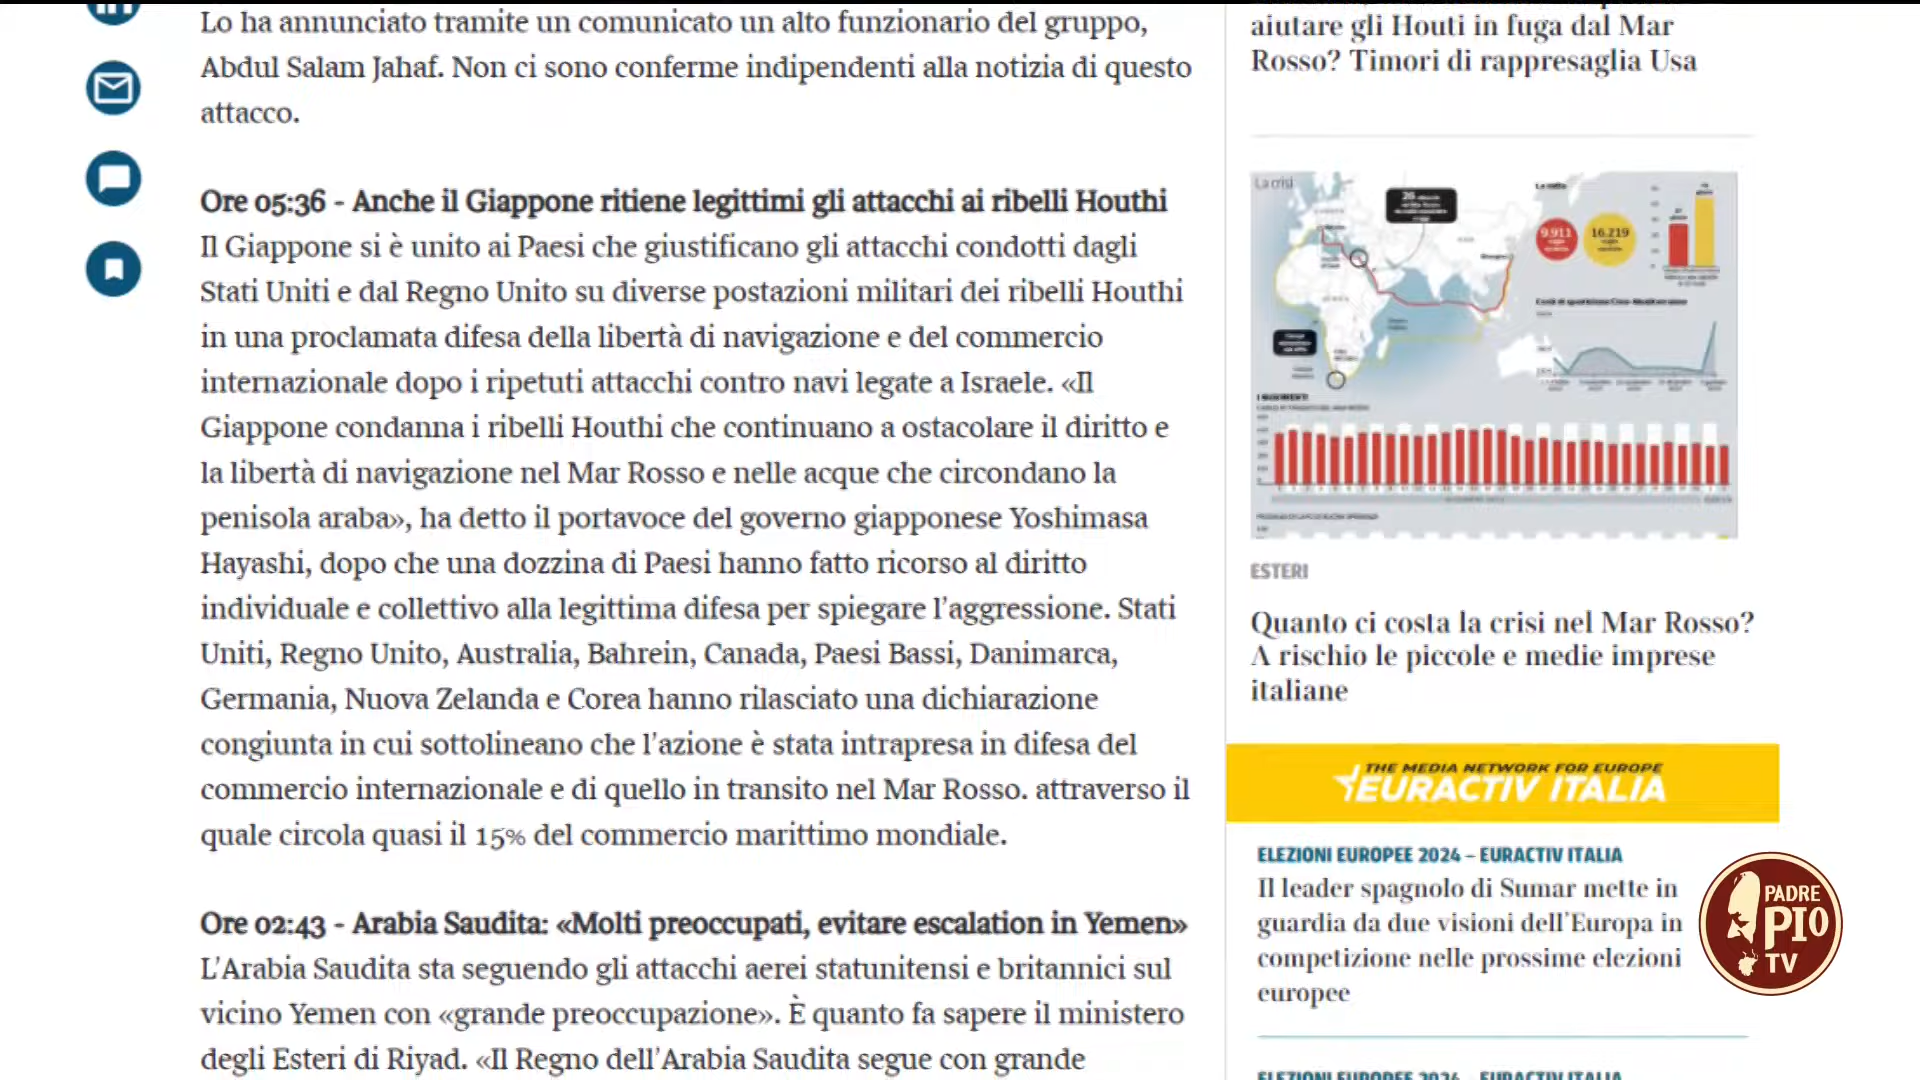 Lo ha annunciato tramite un comunicato un alto funzionario del gruppo,
Abdul Salam Jahaf. Non ci sono conferme indipendenti alla notizia di questo
attacco.
Ore 05:36 - Anche il Giappone ritiene legittimi gli attacchi ai ribelli Houthi
Il Giappone si è unito ai Paesi che giustificano gli attacchi condotti dagli
Stati Uniti e dal Regno Unito su diverse postazioni militari dei ribelli Houthi
in una proclamata difesa della libertà di navigazione e del commercio
internazionale dopo i ripetuti attacchi contro navi legate a Israele. «Il
Giappone condanna i ribelli Houthi che continuano a ostacolare il diritto e
la libertà di navigazione nel Mar Rosso e nelle acque che circondano la
penisola araba», ha detto il portavoce del governo giapponese Yoshimasa
Hayashi, dopo che una dozzina di Paesi hanno fatto ricorso al diritto
individuale e collettivo alla legittima difesa per spiegare l'aggressione. Stati
Uniti, Regno Unito, Australia, Bahrein, Canada, Paesi Bassi, Danimarca,
Germania, Nuova Zelanda e Corea hanno rilasciato una dichiarazione
congiunta in cui sottolineano che l'azione è stata intrapresa in difesa del
commercio internazionale e di quello in transito nel Mar Rosso. attraverso il
quale circola quasi il 15% del commercio marittimo mondiale.
Ore 02:43 - Arabia Saudita: «Molti preoccupati, evitare escalation in Yemen»
L'Arabia Saudita sta seguendo gli attacchi aerei statunitensi e britannici sul
vicino Yemen con «grande preoccupazione». È quanto fa sapere il ministero
degli Esteri di Riyad. «Il Regno dell'Arabia Saudita segue con grande
aiutare gli Houti in fuga dal Mar
Rosso? Timori di rappresaglia Usa
La crisi
9.911
16.219
ESTERI
Quanto ci costa la crisi nel Mar Rosso?
A rischio le piccole e medie imprese
italiane
THE MEDIA NETWORK FOR EUROPE
EURACTIV ITALIA
ELEZIONI EUROPEE 2024 – EURACTIV ITALIA
Il leader spagnolo di Sumar mette in
guardia da due visioni dell'Europa in
competizione nelle prossime elezioni
europee
ELEZIONI EUROPEE 2024 – EURACTIV ITALIA
PADRE
PIO
TV